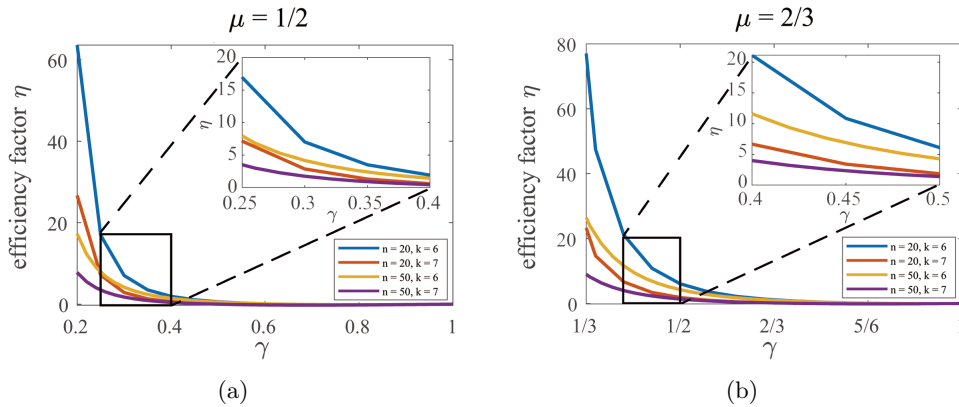 μ = 1/2
efficiency factor η
60
40
20
0
0.2
0.4
0.6
0.8
1
γ
20
15
10
5
0
η
0.25
0.3
0.35
0.4
γ
n = 20, k = 6
n = 20, k = 7
n = 50, k = 6
n = 50, k = 7
(a)
μ = 2/3
efficiency factor η
80
60
40
20
0
1/3
1/2
2/3
5/6
1
γ
20
15
10
5
0
η
0.4
0.45
0.5
γ
n = 20, k = 6
n = 20, k = 7
n = 50, k = 6
n = 50, k = 7
(b)